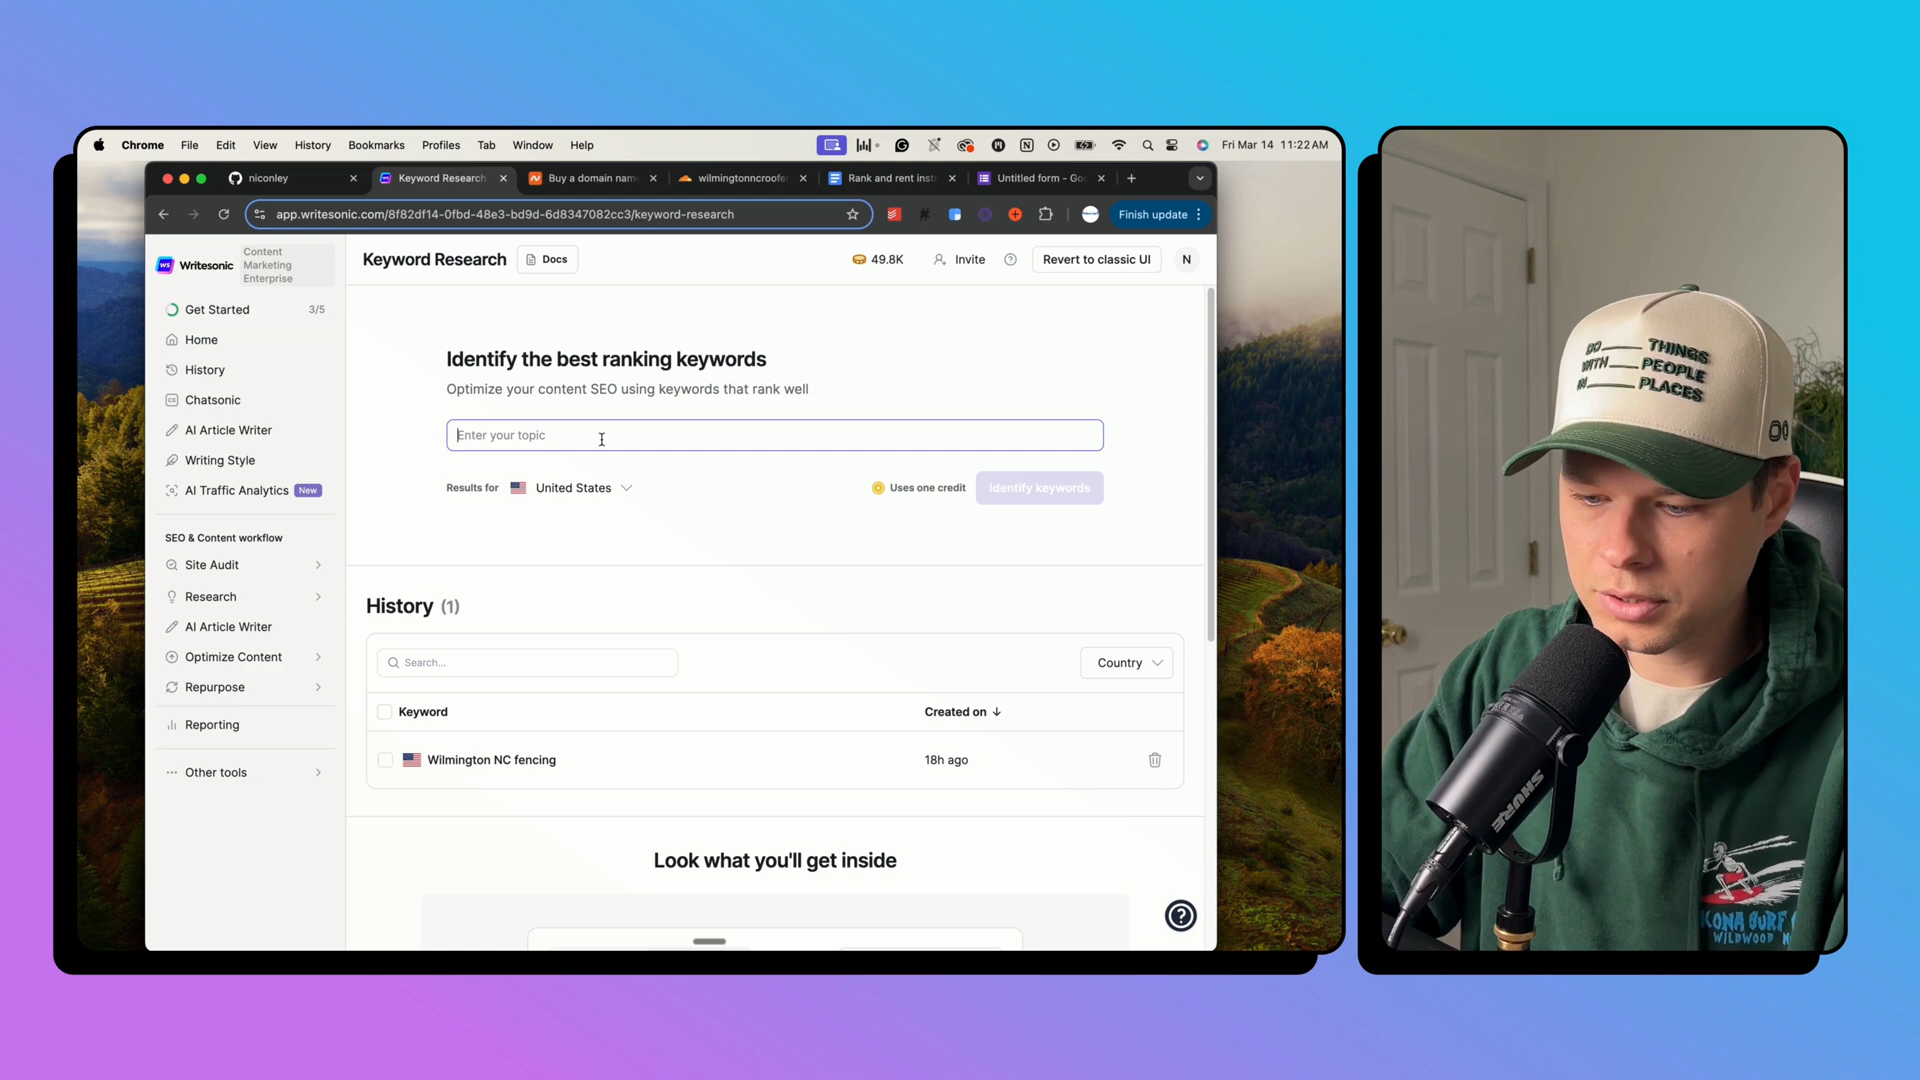 Chrome File Edit View History Bookmarks Profiles Tab Window Help Fri Mar 14 11:22 AM
niconley Keyword Research Buy a domain nam wilmingtonncroofe Rank and rent instr Untitled form - Goo
app.writesonic.com/8f82df14-0fbd-48e3-bd9d-6d8347082cc3/keyword-research Finish update
Writesonic
Content
Marketing
Enterprise
Get Started 3/5
Home
History
Chatsonic
AI Article Writer
Writing Style
AI Traffic Analytics New
SEO & Content workflow
Site Audit
Research
AI Article Writer
Optimize Content
Repurpose
Reporting
Other tools
Keyword Research Docs 49.8K Invite Revert to classic UI N
Identify the best ranking keywords
Optimize your content SEO using keywords that rank well
Enter your topic
Results for United States Uses one credit Identify keywords
History (1)
Search... Country
Keyword Created on
Wilmington NC fencing 18h ago
Look what you'll get inside
DO THINGS
WITH PEOPLE
IN PLACES
SHURE
KONA SURF
WILDWOOD N